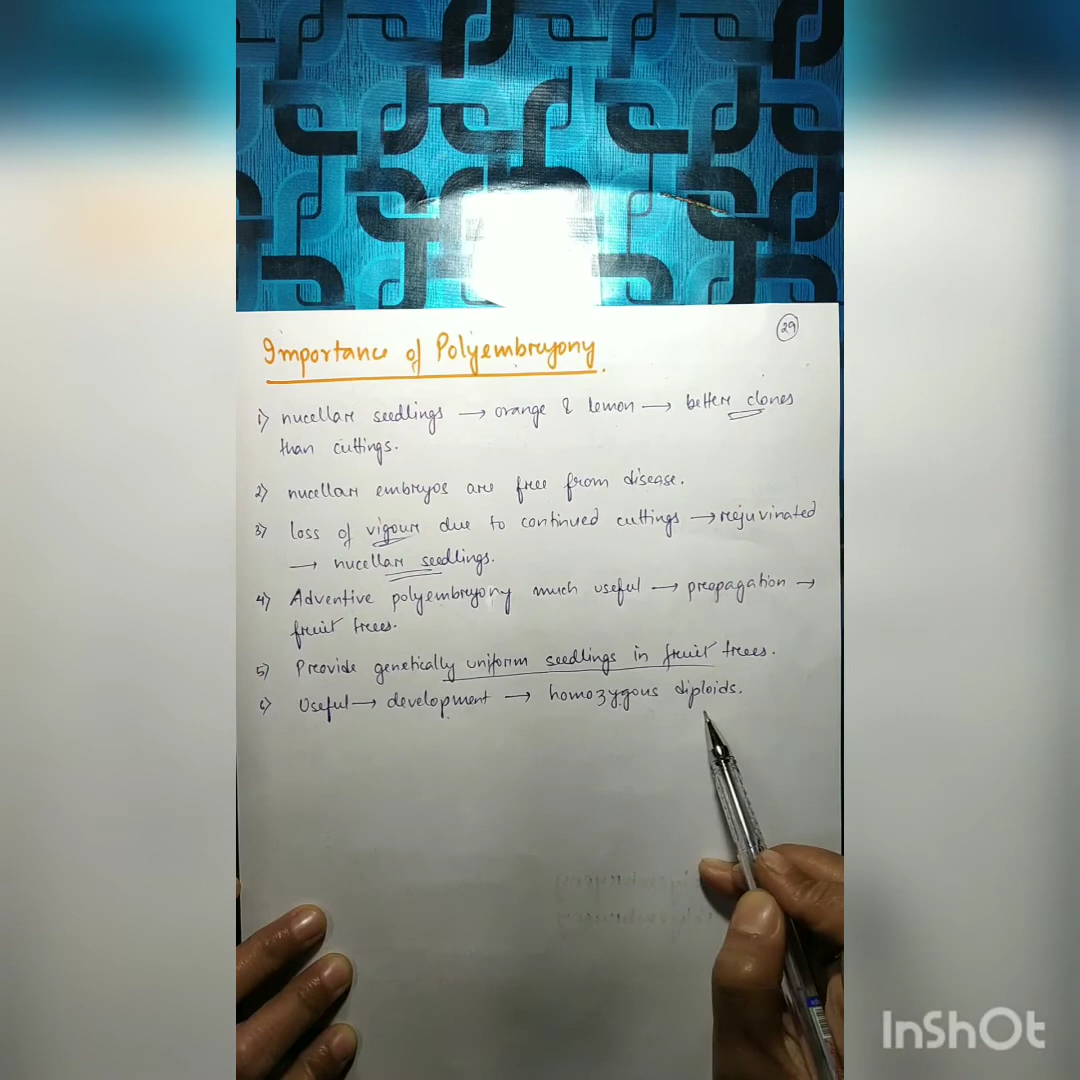 29
Importance of Polyembryony.
1) nucellar seedlings → orange & lemon → better clones
than cuttings.
2) nucellar embryos are free from disease.
3) Loss of vigour due to continued cuttings → rejuvinated
→ nucellar seedlings.
4) Adventive polyembryony much useful → propagation →
fruit trees.
5) Provide genetically uniform seedlings in fruit trees.
6) Useful → development → homozygous diploids.
InShOt